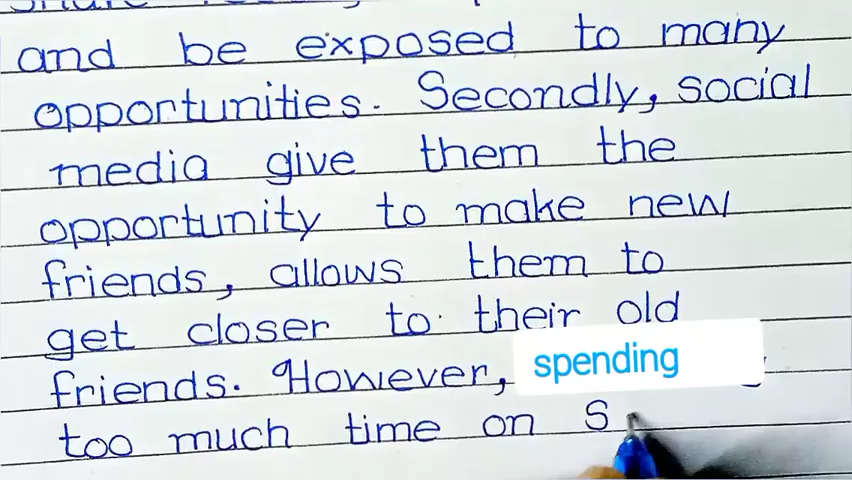 and be exposed to many
opportunities. Secondly, social
media give them the
opportunity to make new
friends, allows them to
get closer to their old
friends. However, spending
too much time on S